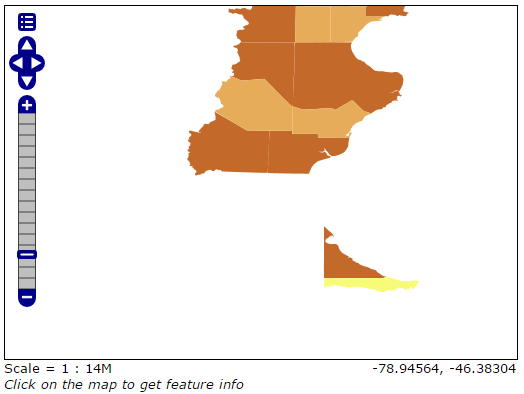 Scale = 1 : 14M
-78.94564, -46.38304
Click on the map to get feature info